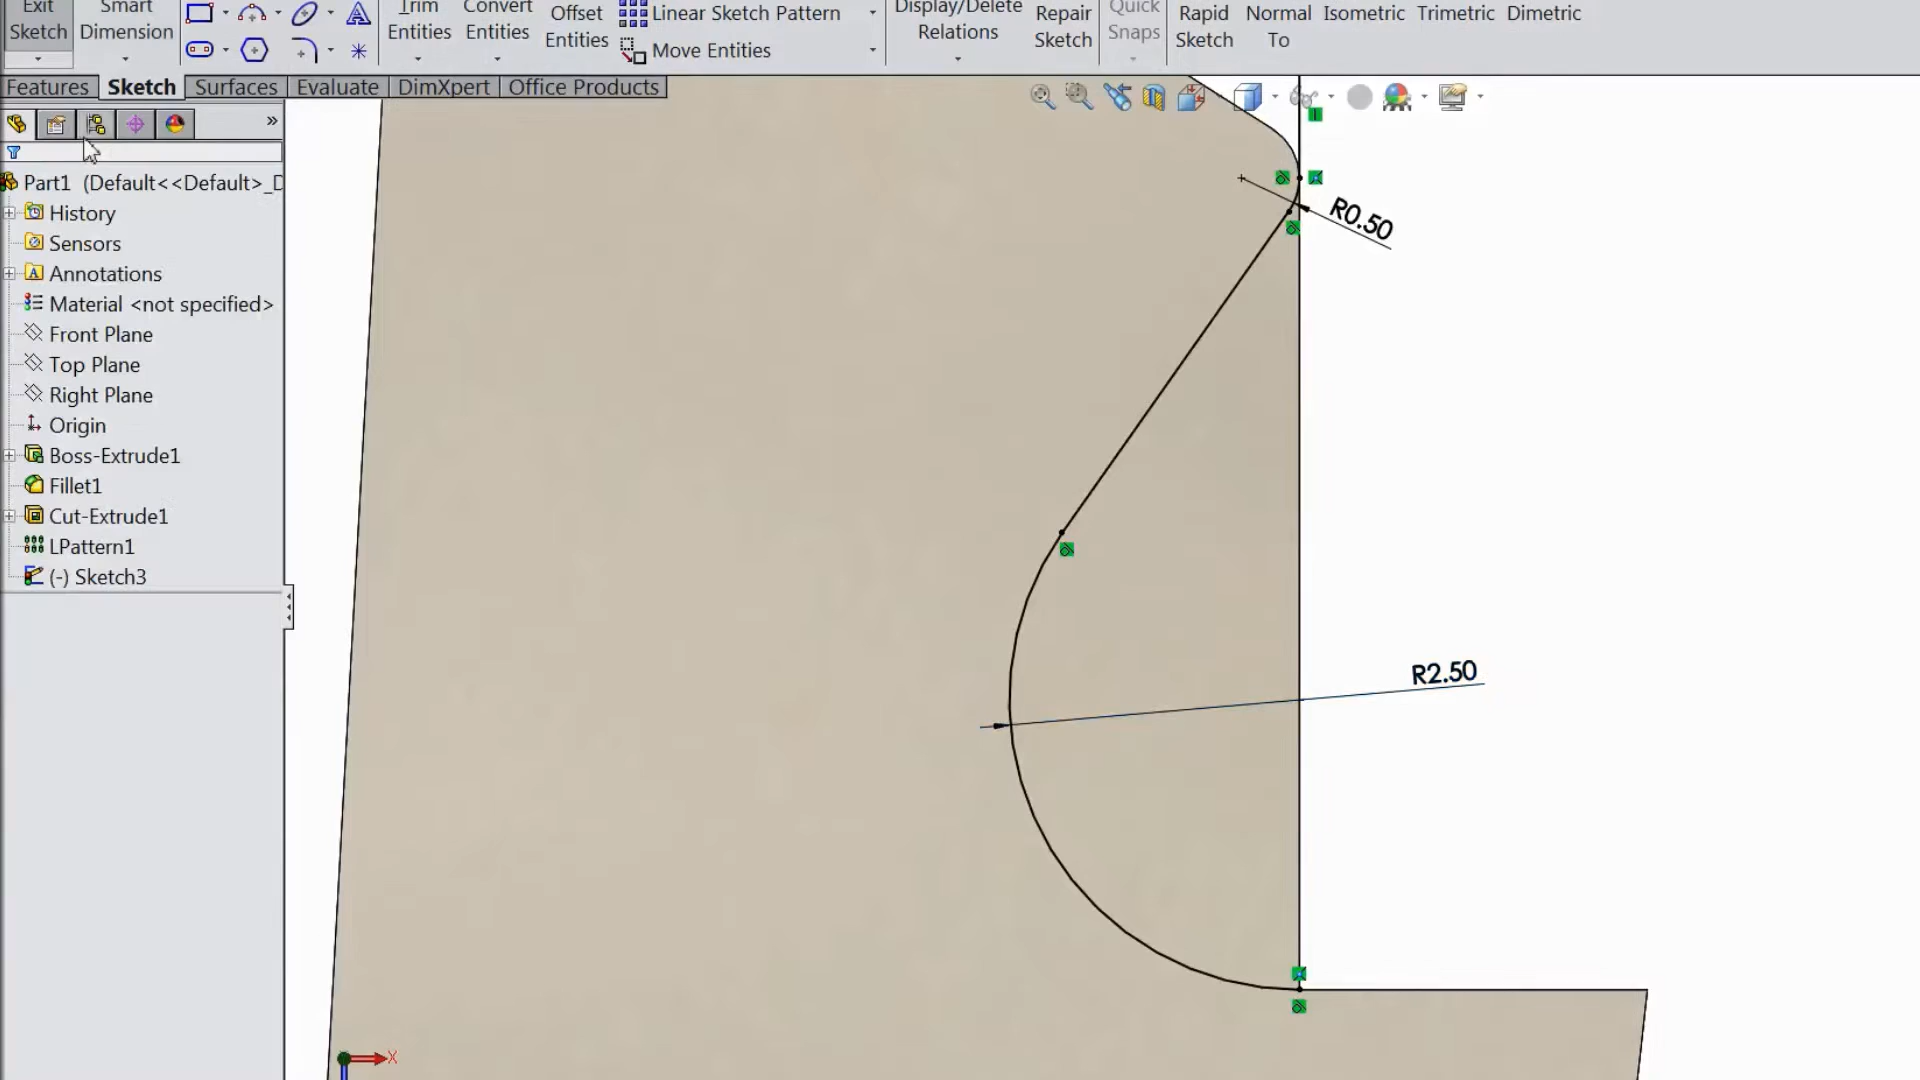 Exit
Sketch
Smart
Dimension
Trim
Entities
Convert
Entities
Offset
Entities
Linear Sketch Pattern
Move Entities
Display/Delete
Relations
Repair
Sketch
Quick
Snaps
Rapid
Sketch
Normal
To
Isometric
Trimetric
Dimetric
Features
Sketch
Surfaces
Evaluate
DimXpert
Office Products
»
Part1 (Default<<Default>_D
History
Sensors
Annotations
Material <not specified>
Front Plane
Top Plane
Right Plane
Origin
Boss-Extrude1
Fillet1
Cut-Extrude1
LPattern1
(-) Sketch3
R0.50
R2.50
X